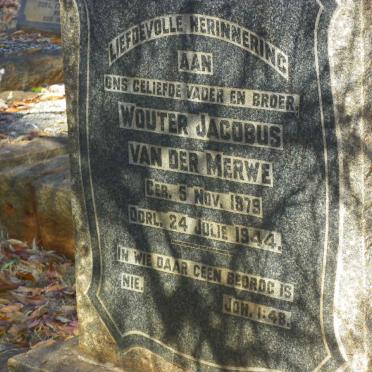 LIEFDEVOLLE HERINNERING
AAN
ONS GELIEFDE VADER EN BROER.
WOUTER JACOBUS
VAN DER MERWE
GEB. 5 NOV. 1879
OORL. 24 JULIE 1944.
IN WIE DAAR GEEN BEDROG IS
NIE. JOH. 1:48.